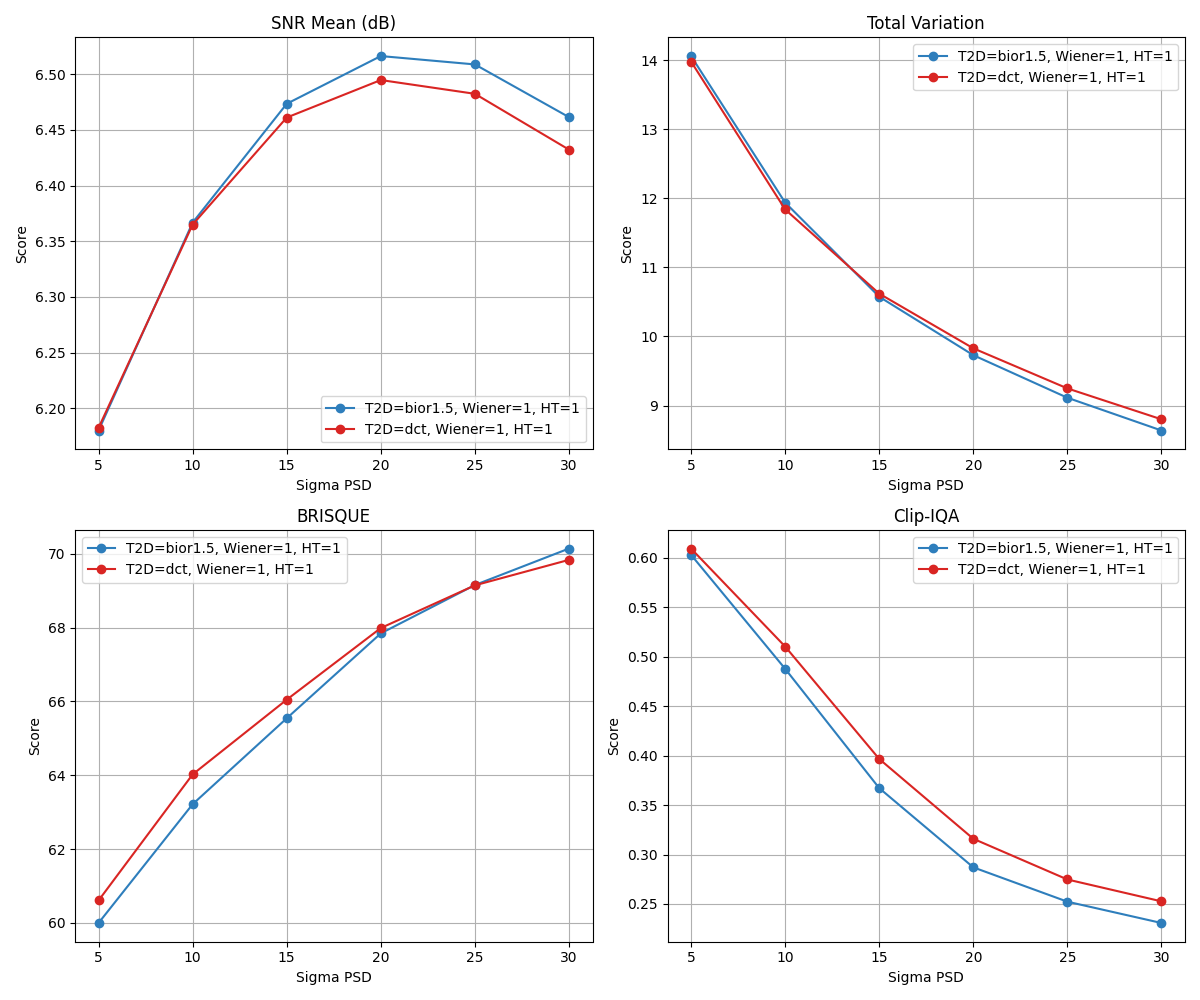 SNR Mean (dB)
Score
6.50
6.45
6.40
6.35
6.30
6.25
6.20
T2D=bior1.5, Wiener=1, HT=1
T2D=dct, Wiener=1, HT=1
5 10 15 20 25 30
Sigma PSD
Total Variation
Score
14
13
12
11
10
9
T2D=bior1.5, Wiener=1, HT=1
T2D=dct, Wiener=1, HT=1
5 10 15 20 25 30
Sigma PSD
BRISQUE
Score
70
68
66
64
62
60
T2D=bior1.5, Wiener=1, HT=1
T2D=dct, Wiener=1, HT=1
5 10 15 20 25 30
Sigma PSD
Clip-IQA
Score
0.60
0.55
0.50
0.45
0.40
0.35
0.30
0.25
T2D=bior1.5, Wiener=1, HT=1
T2D=dct, Wiener=1, HT=1
5 10 15 20 25 30
Sigma PSD